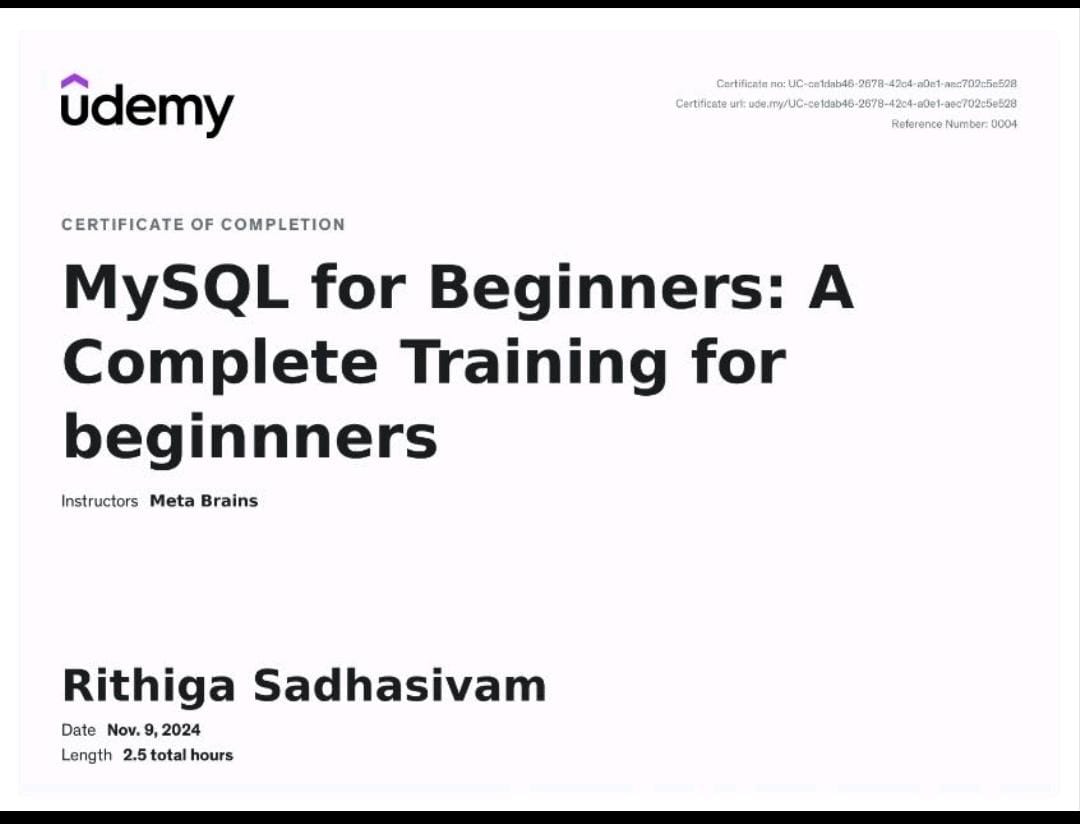 udemy
Certificate no: UC-ce1dab46-2678-42c4-a0e1-aec702c5e528
Certificate url: ude.my/UC-ce1dab46-2678-42c4-a0e1-aec702c5e528
Reference Number: 0004
CERTIFICATE OF COMPLETION
MySQL for Beginners: A
Complete Training for
beginnners
Instructors Meta Brains
Rithiga Sadhasivam
Date Nov. 9, 2024
Length 2.5 total hours